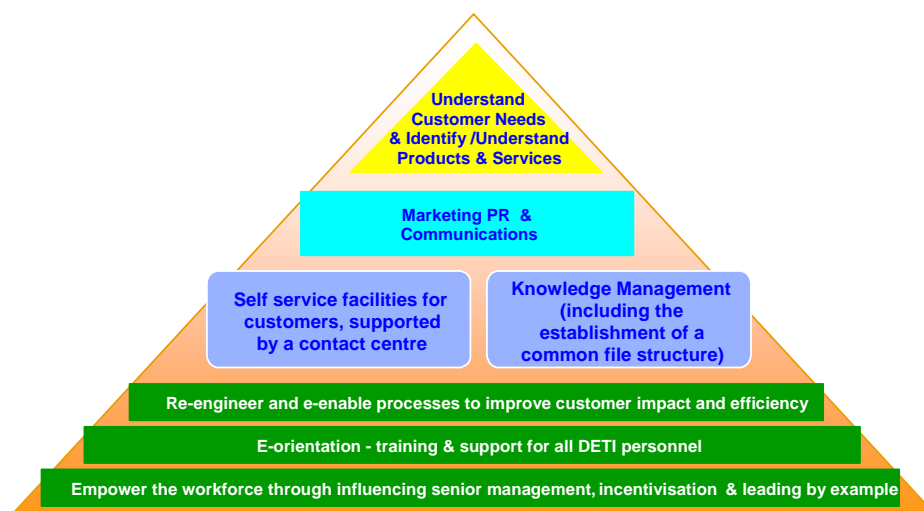 Understand
Customer Needs
& Identify /Understand
Products & Services
Marketing PR &
Communications
Self service facilities for
customers, supported
by a contact centre
Knowledge Management
(including the
establishment of a
common file structure)
Re-engineer and e-enable processes to improve customer impact and efficiency
E-orientation - training & support for all DETI personnel
Empower the workforce through influencing senior management, incentivisation & leading by example